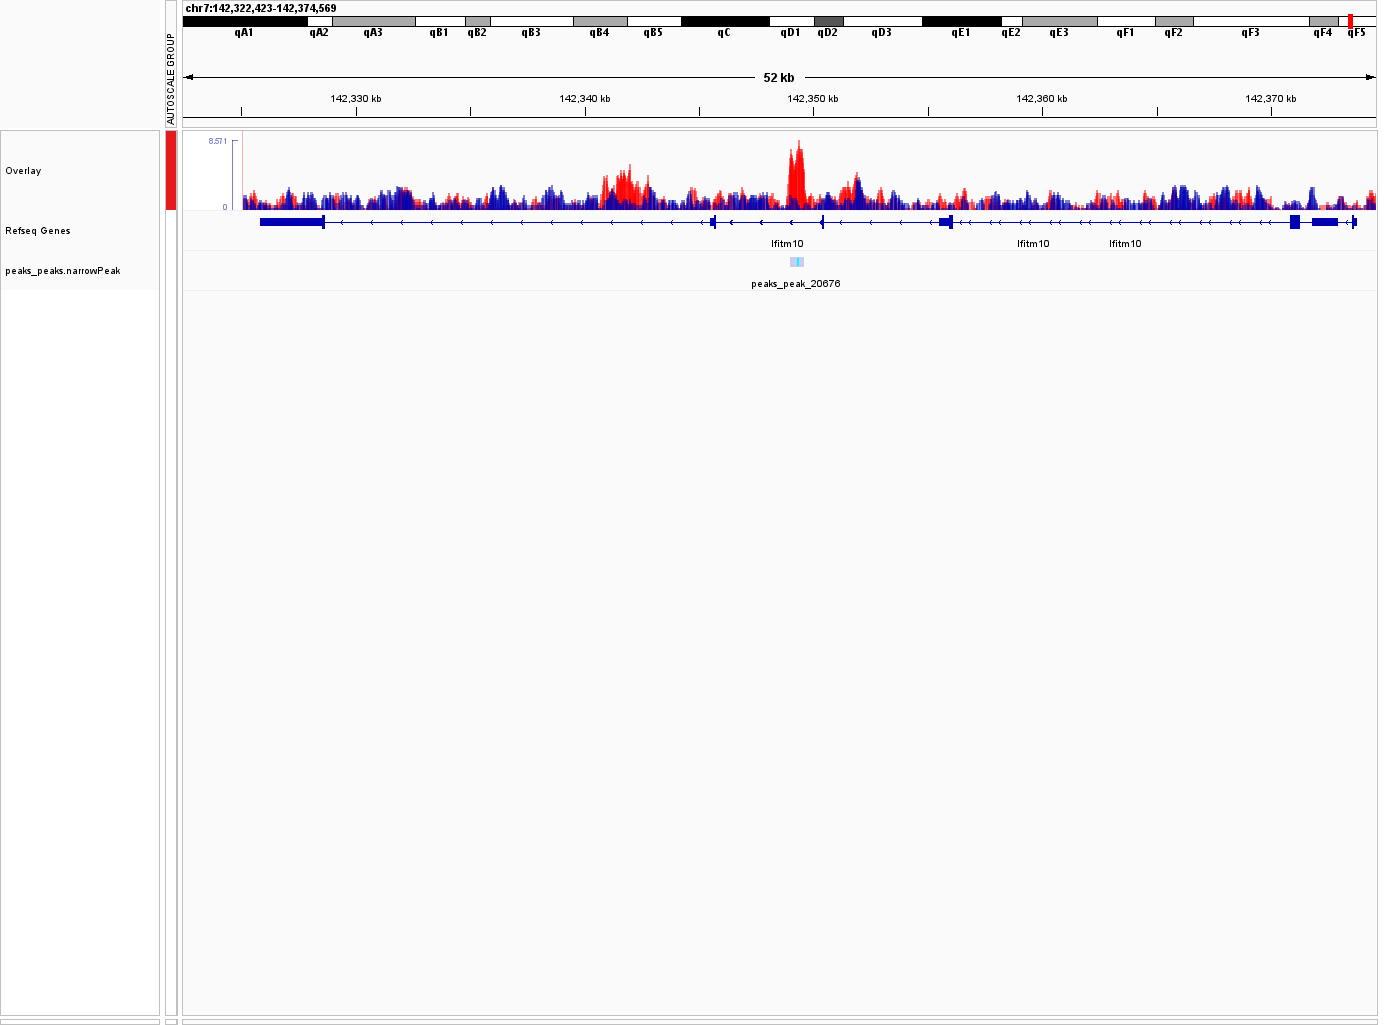 chr7:142,322,423-142,374,569
qA1 qA2 qA3 qB1 qB2 qB3 qB4 qB5 qC qD1 qD2 qD3 qE1 qE2 qE3 qF1 qF2 qF3 qF4 qF5
AUTOSCALE GROUP
52 kb
142,330 kb 142,340 kb 142,350 kb 142,360 kb 142,370 kb
8.571
Overlay
0
Refseq Genes
Ifitm10 Ifitm10 Ifitm10
peaks_peaks.narrowPeak
peaks_peak_20676